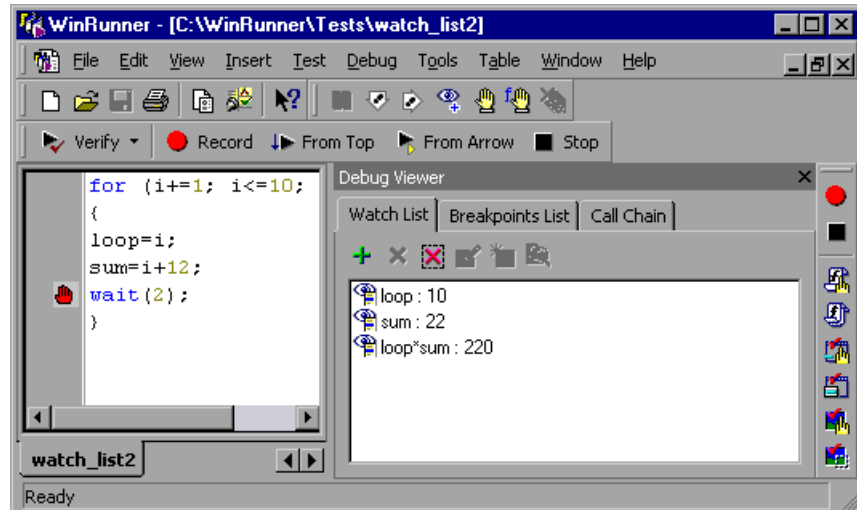 WinRunner - [C:\WinRunner\Tests\watch_list2]
File Edit View Insert Test Debug Tools Table Window Help
Verify Record From Top From Arrow Stop
for (i+=1; i<=10;
{
loop=i;
sum=i+12;
wait(2);
}
watch_list2
Debug Viewer
Watch List Breakpoints List Call Chain
loop : 10
sum : 22
loop*sum : 220
Ready